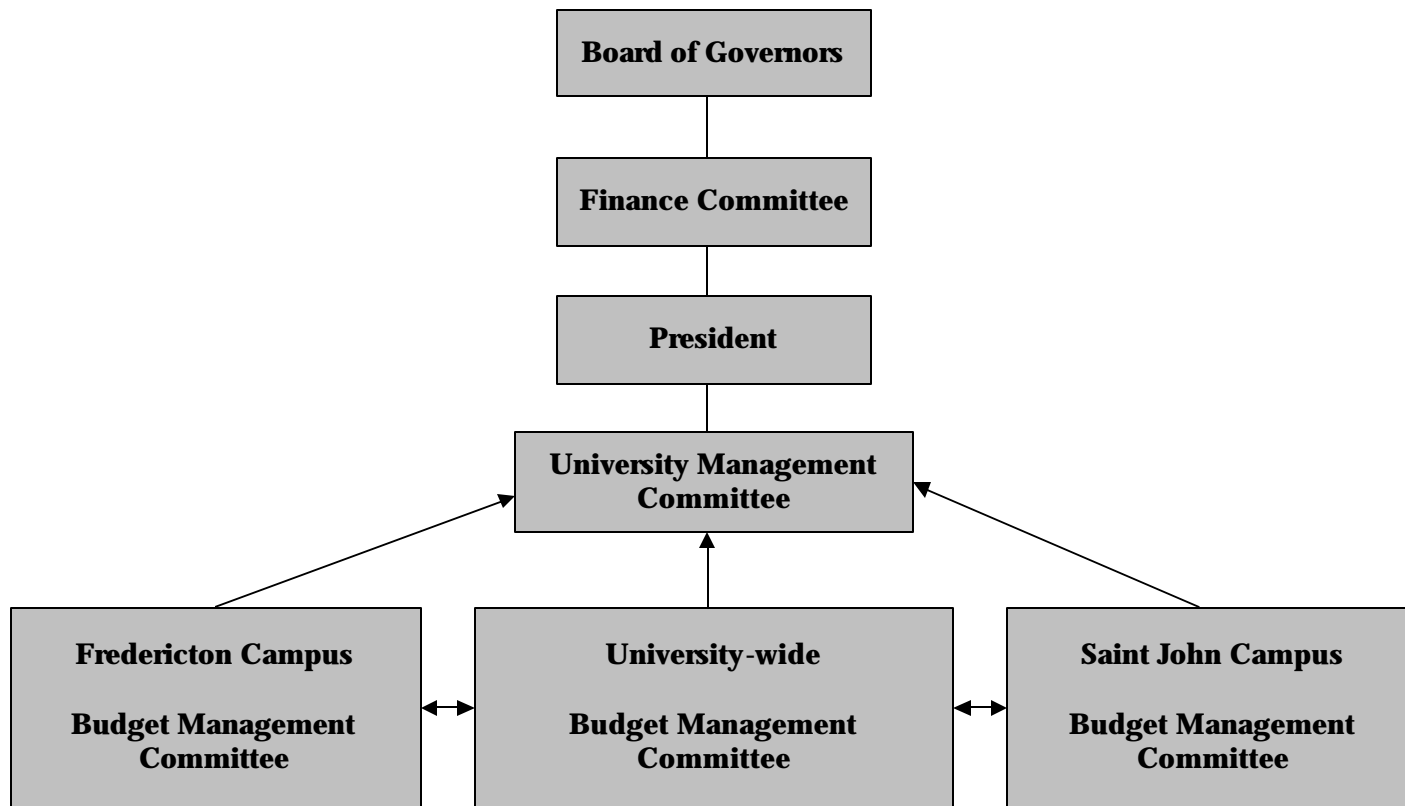 Board of Governors
Finance Committee
President
University Management
Committee
Fredericton Campus
Budget Management
Committee
University-wide
Budget Management
Committee
Saint John Campus
Budget Management
Committee